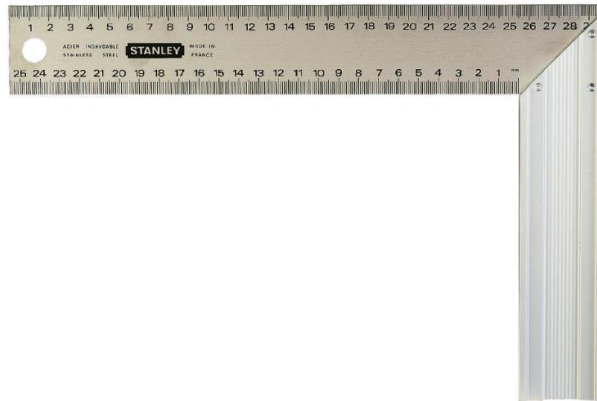 1 2 3 4 5 6 7 8 9 10 11 12 13 14 15 16 17 18 19 20 21 22 23 24 25 26 27 28 2
ACIER INOXYDABLE STANLEY MADE IN
STAINLESS STEEL FRANCE
25 24 23 22 21 20 19 18 17 16 15 14 13 12 11 10 9 8 7 6 5 4 3 2 1 mm